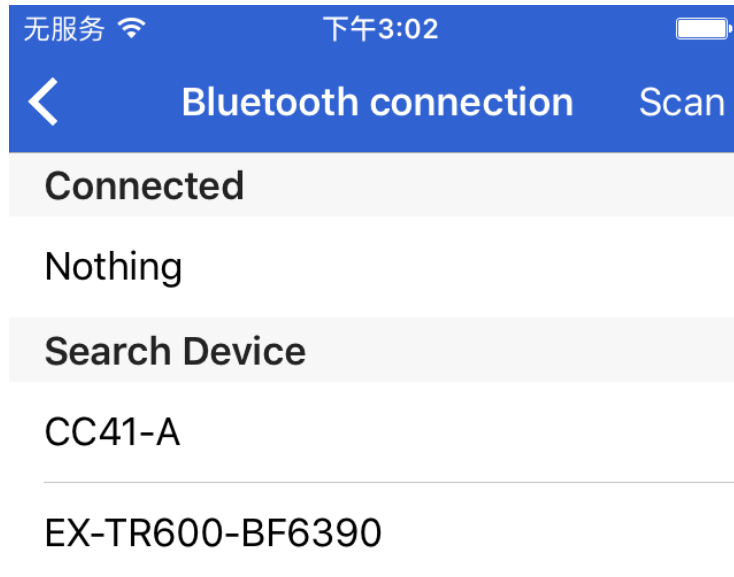 无服务 下午3:02
Bluetooth connection Scan
Connected
Nothing
Search Device
CC41-A
EX-TR600-BF6390